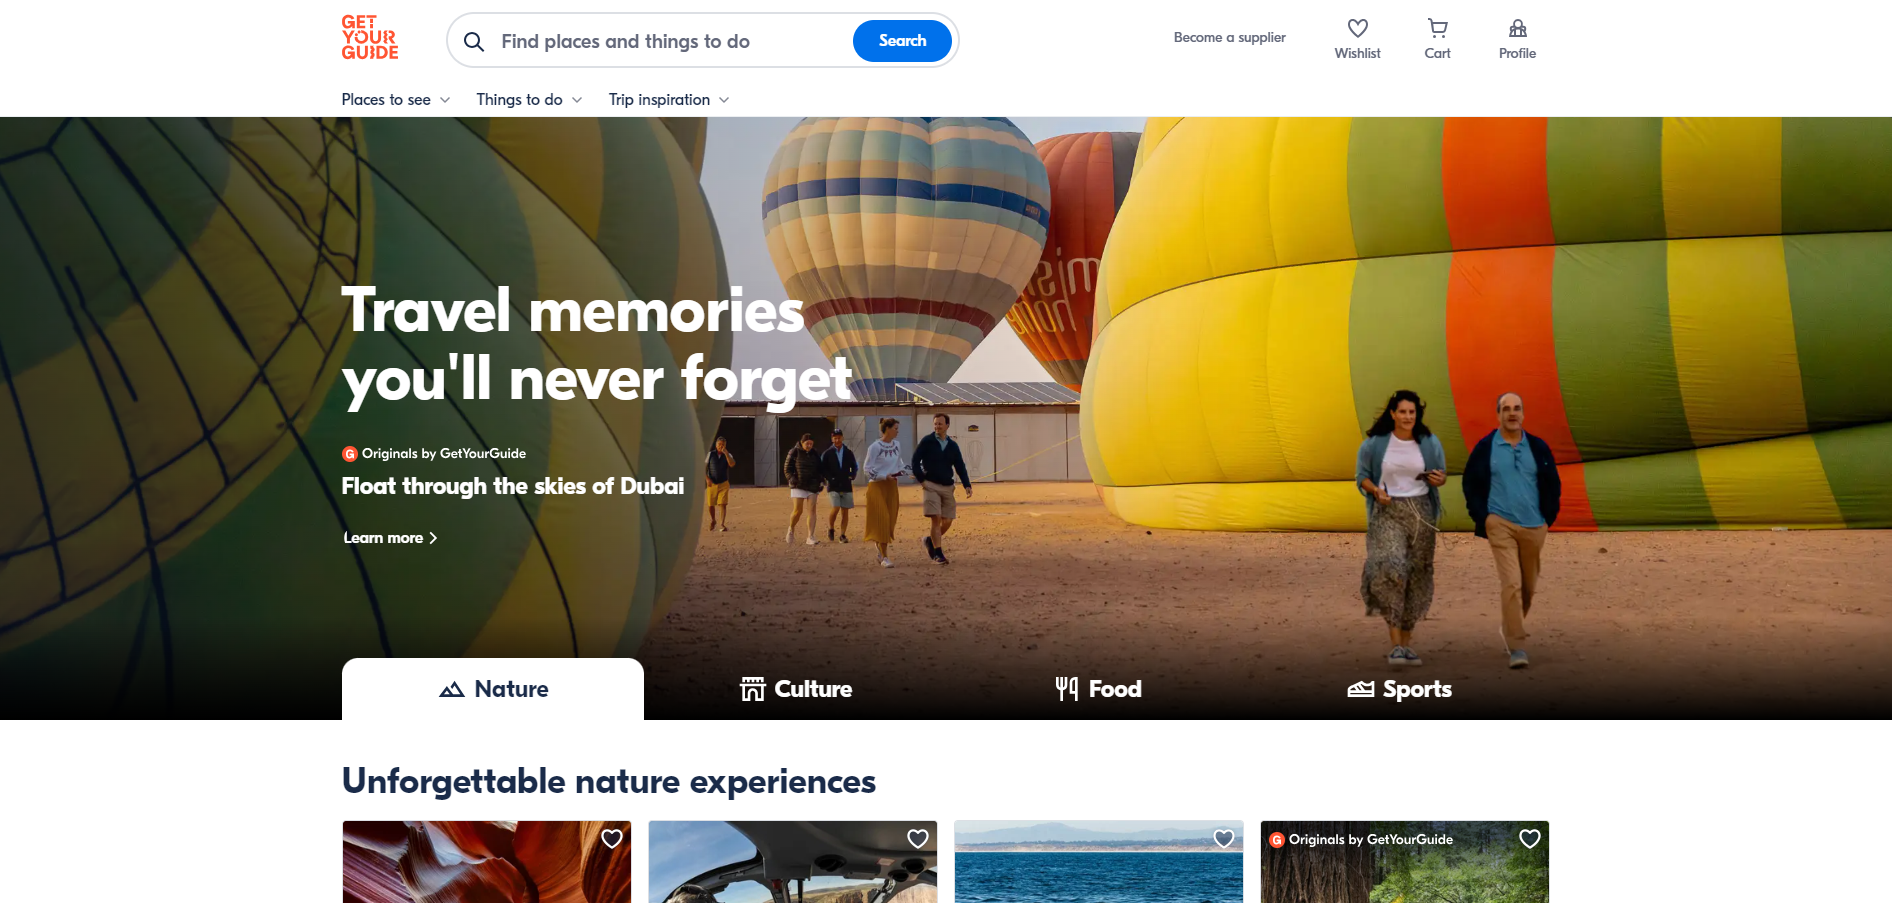 GET
YOUR
GUIDE
Find places and things to do
Search
Become a supplier
Wishlist
Cart
Profile
Places to see
Things to do
Trip inspiration
Travel memories
you'll never forget
G Originals by GetYourGuide
Float through the skies of Dubai
Learn more
Nature
Culture
Food
Sports
Unforgettable nature experiences
G Originals by GetYourGuide